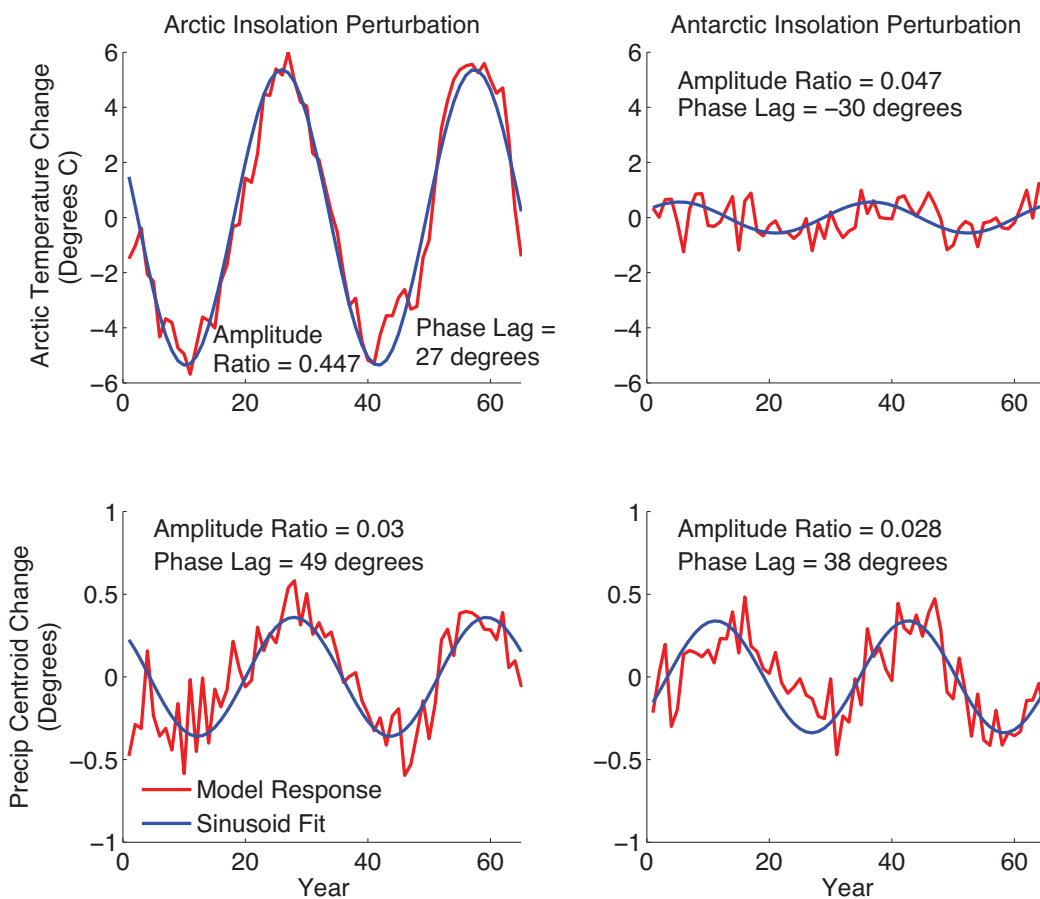 Arctic Insolation Perturbation
Arctic Temperature Change
(Degrees C)
6
4
2
0
−2
−4
−6
Amplitude
Ratio = 0.447
Phase Lag =
27 degrees
0
20
40
60
Antarctic Insolation Perturbation
Amplitude Ratio = 0.047
Phase Lag = −30 degrees
6
4
2
0
−2
−4
−6
0
20
40
60
Precip Centroid Change
(Degrees)
1
0.5
0
−0.5
−1
Amplitude Ratio = 0.03
Phase Lag = 49 degrees
Model Response
Sinusoid Fit
0
20
40
60
Year
1
0.5
0
−0.5
−1
Amplitude Ratio = 0.028
Phase Lag = 38 degrees
0
20
40
60
Year